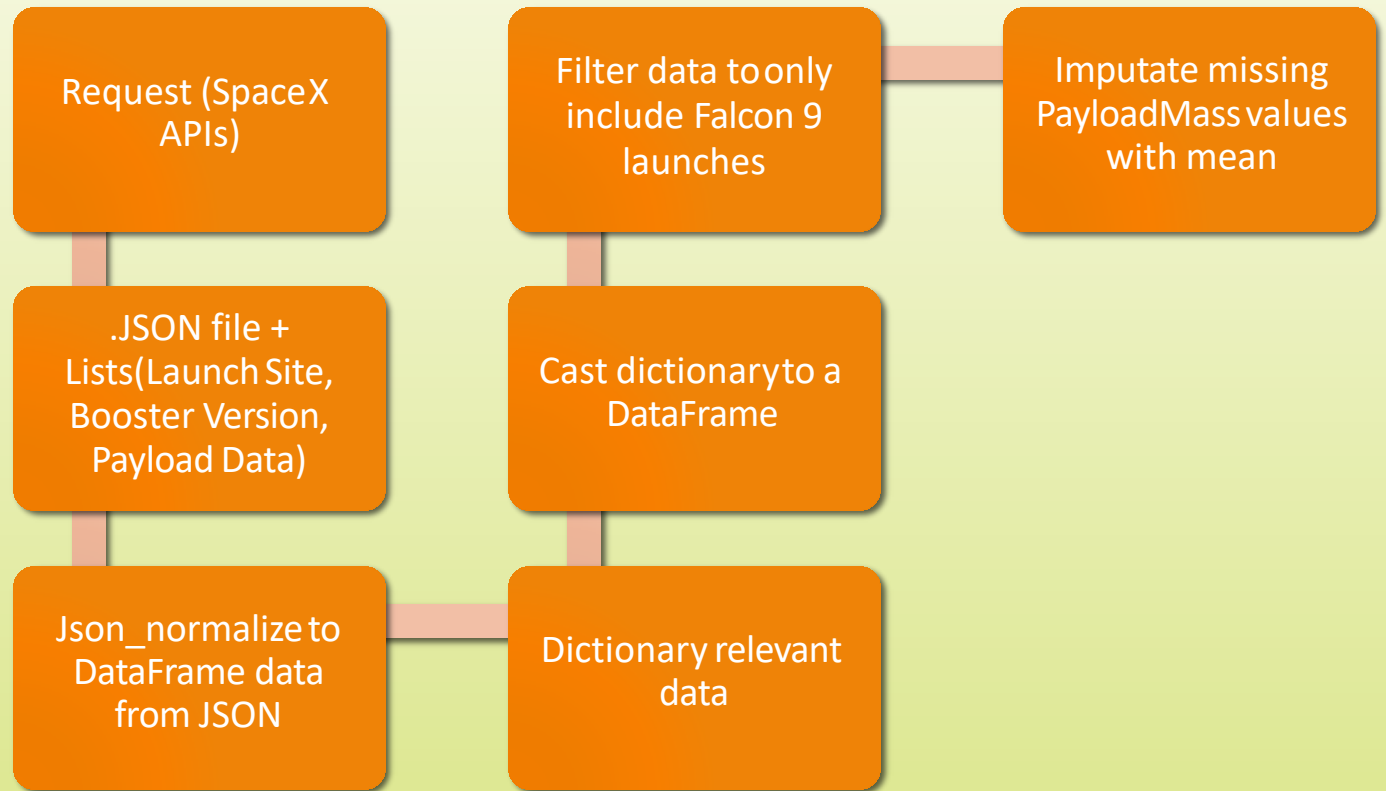 Request (SpaceX
APIs)
.JSON file +
Lists(Launch Site,
Booster Version,
Payload Data)
Json_normalize to
DataFrame data
from JSON
Dictionary relevant
data
Cast dictionary to a
DataFrame
Filter data to only
include Falcon 9
launches
Imputate missing
PayloadMass values
with mean